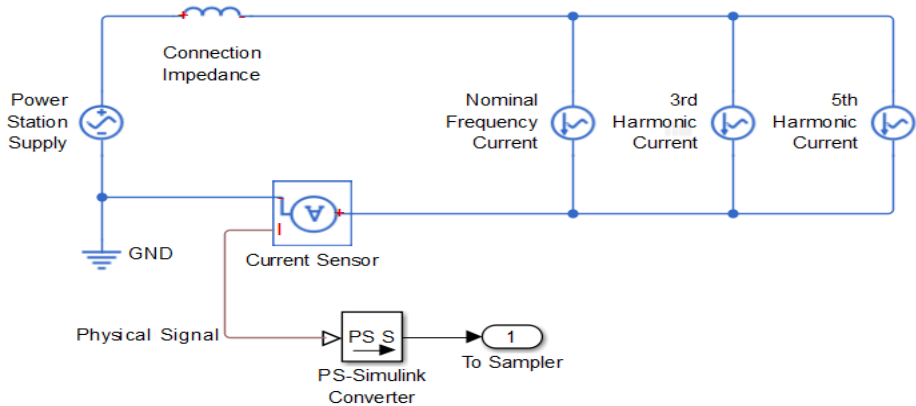 Connection
Impedance
Power
Station
Supply
Nominal
Frequency
Current
3rd
Harmonic
Current
5th
Harmonic
Current
A
I
GND
Current Sensor
Physical Signal
PS S
1
To Sampler
PS-Simulink
Converter